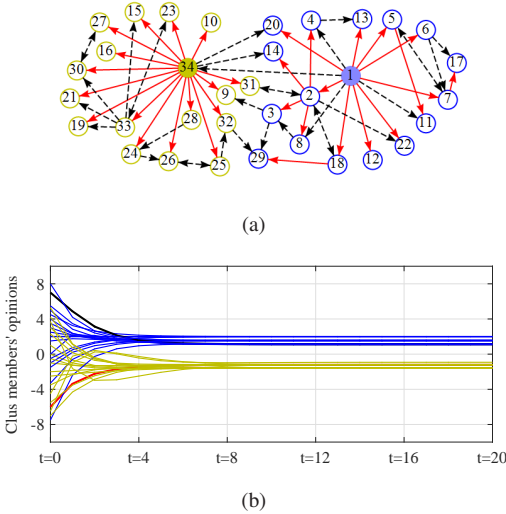 27 15 23 10 20 4 13 5 6
16 34 14 17
30 31 1
21 9 2 7
19 33 28 32 3 11
24 26 25 29 8 18 12 22
(a)
8
4
0
-4
-8
Clus members' opinions
t=0 t=4 t=8 t=12 t=16 t=20
(b)